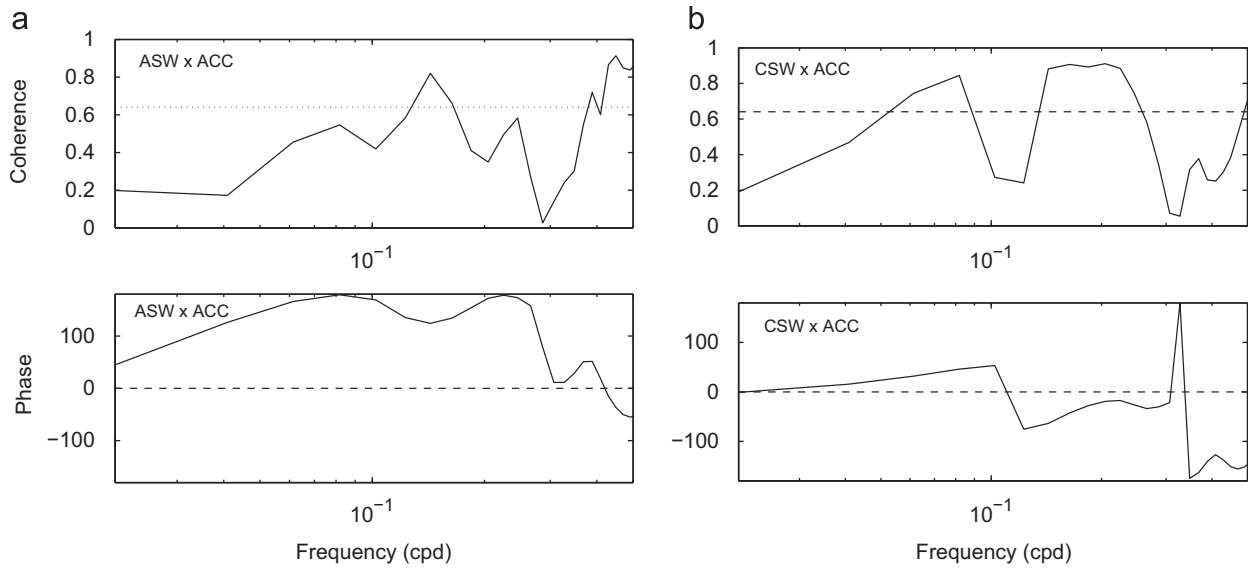 a
1
0.8
0.6
0.4
0.2
0
Coherence
ASW x ACC
10⁻¹
100
0
−100
Phase
ASW x ACC
10⁻¹
Frequency (cpd)
b
1
0.8
0.6
0.4
0.2
0
CSW x ACC
10⁻¹
100
0
−100
CSW x ACC
10⁻¹
Frequency (cpd)